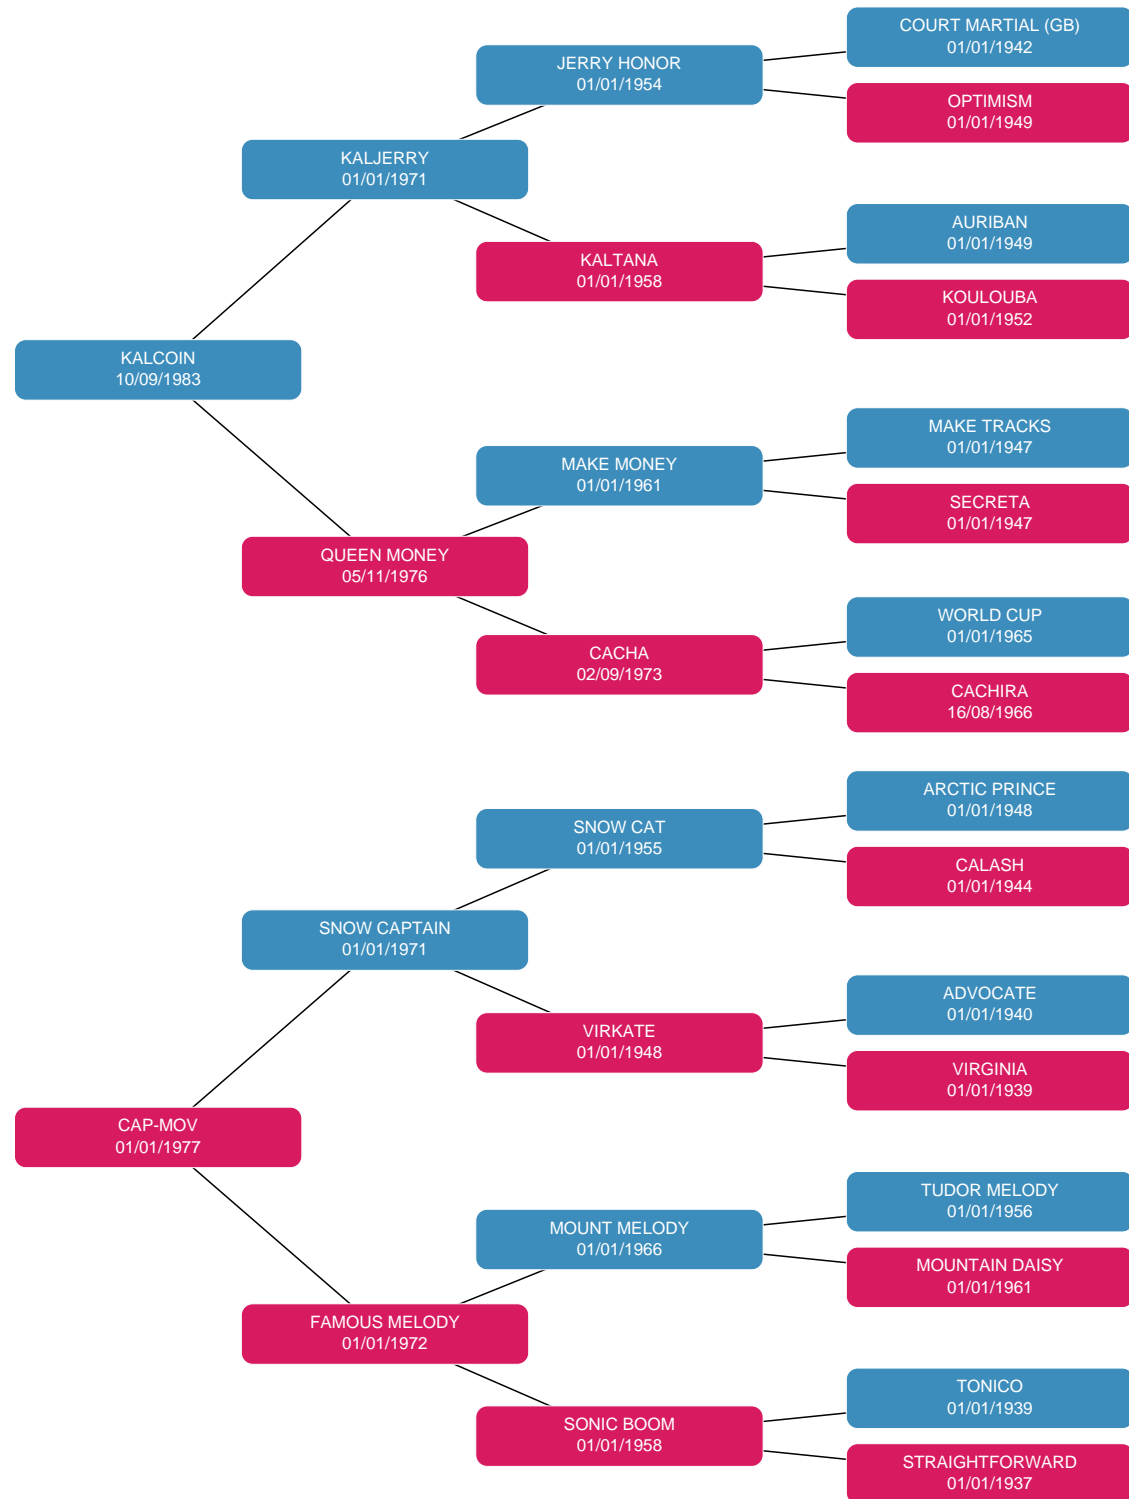 COURT MARTIAL (GB)
01/01/1942
JERRY HONOR
01/01/1954
OPTIMISM
01/01/1949
KALJERRY
01/01/1971
AURIBAN
01/01/1949
KALTANA
01/01/1958
KOULOUBA
01/01/1952
KALCOIN
10/09/1983
MAKE TRACKS
01/01/1947
MAKE MONEY
01/01/1961
SECRETA
01/01/1947
QUEEN MONEY
05/11/1976
WORLD CUP
01/01/1965
CACHA
02/09/1973
CACHIRA
16/08/1966
ARCTIC PRINCE
01/01/1948
SNOW CAT
01/01/1955
CALASH
01/01/1944
SNOW CAPTAIN
01/01/1971
ADVOCATE
01/01/1940
VIRKATE
01/01/1948
VIRGINIA
01/01/1939
CAP-MOV
01/01/1977
TUDOR MELODY
01/01/1956
MOUNT MELODY
01/01/1966
MOUNTAIN DAISY
01/01/1961
FAMOUS MELODY
01/01/1972
TONICO
01/01/1939
SONIC BOOM
01/01/1958
STRAIGHTFORWARD
01/01/1937